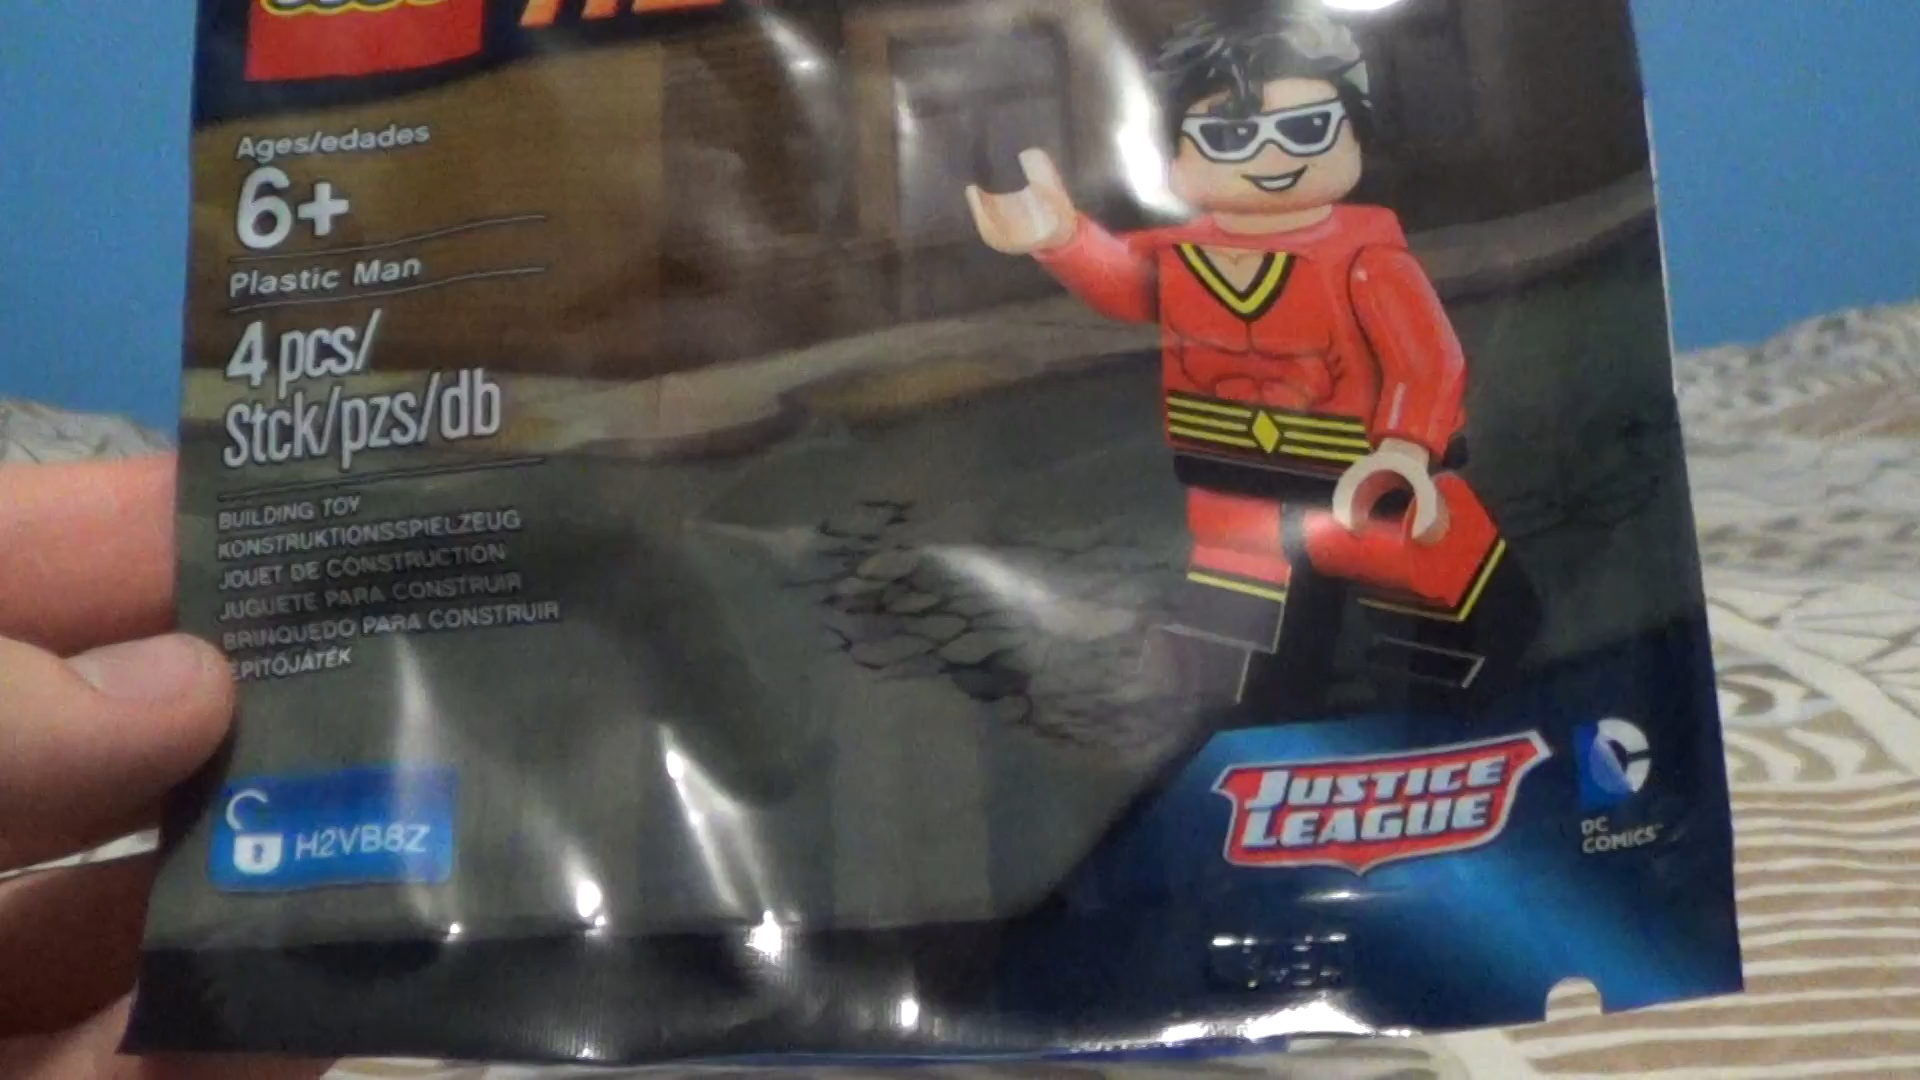 Ages/edades
6+
Plastic Man
4 pcs/
Stck/pzs/db
BUILDING TOY
KONSTRUKTIONSSPIELZEUG
JOUET DE CONSTRUCTION
JUGUETE PARA CONSTRUIR
BRINQUEDO PARA CONSTRUIR
ÉPÍTŐJÁTÉK
H2VB8Z
JUSTICE
LEAGUE
DC
COMICS™